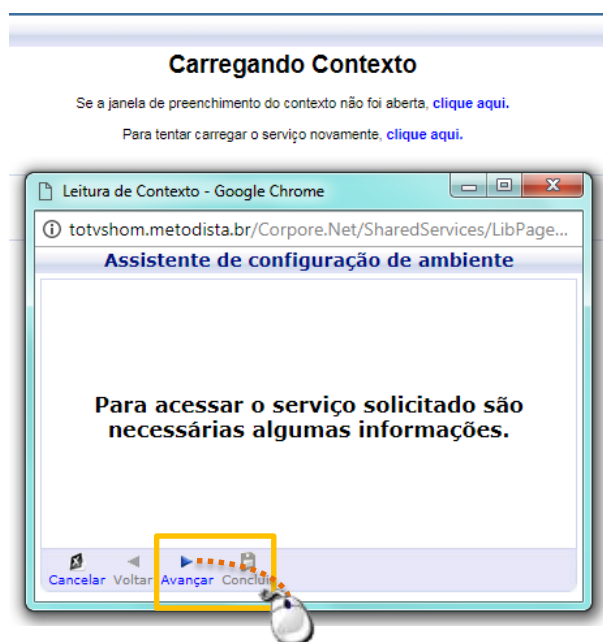 Carregando Contexto
Se a janela de preenchimento do contexto não foi aberta, clique aqui.
Para tentar carregar o serviço novamente, clique aqui.
Leitura de Contexto - Google Chrome
totvshom.metodista.br/Corpore.Net/SharedServices/LibPage...
Assistente de configuração de ambiente
Para acessar o serviço solicitado são
necessárias algumas informações.
Cancelar Voltar Avançar Concluir